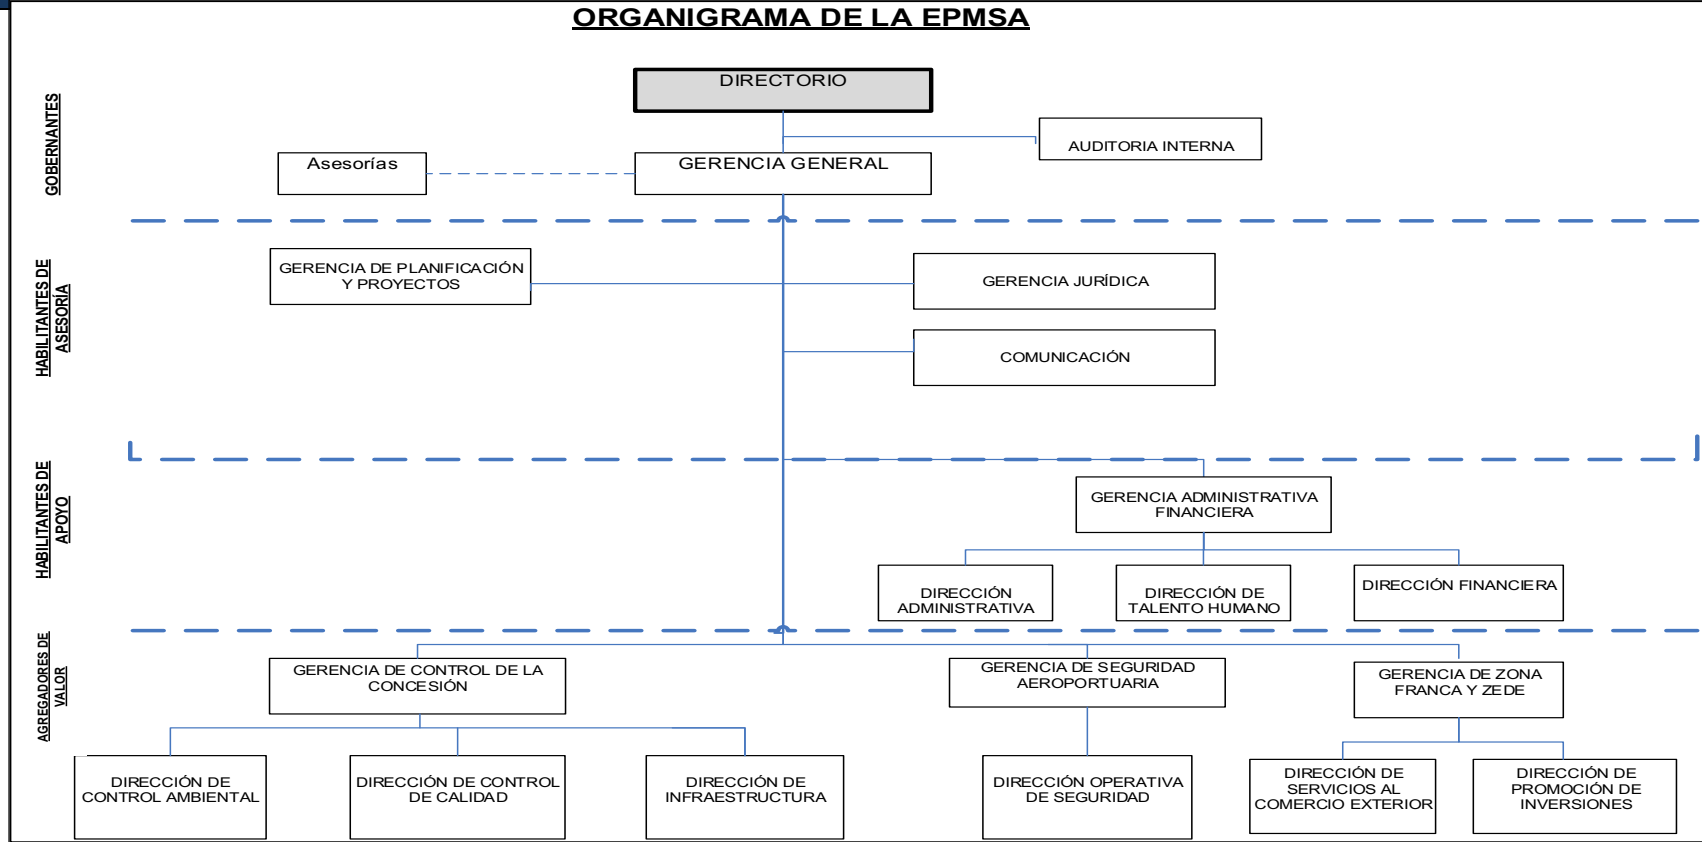 ORGANIGRAMA DE LA EPMSA
GOBERNANTES
DIRECTORIO
AUDITORIA INTERNA
Asesorías
GERENCIA GENERAL
HABILITANTES DE
ASESORÍA
GERENCIA DE PLANIFICACIÓN
Y PROYECTOS
GERENCIA JURÍDICA
COMUNICACIÓN
HABILITANTES DE
APOYO
GERENCIA ADMINISTRATIVA
FINANCIERA
DIRECCIÓN
ADMINISTRATIVA
DIRECCIÓN DE
TALENTO HUMANO
DIRECCIÓN FINANCIERA
AGREGADORES DE
VALOR
GERENCIA DE CONTROL DE LA
CONCESIÓN
GERENCIA DE SEGURIDAD
AEROPORTUARIA
GERENCIA DE ZONA
FRANCA Y ZEDE
DIRECCIÓN DE
CONTROL AMBIENTAL
DIRECCIÓN DE CONTROL
DE CALIDAD
DIRECCIÓN DE
INFRAESTRUCTURA
DIRECCIÓN OPERATIVA
DE SEGURIDAD
DIRECCIÓN DE
SERVICIOS AL
COMERCIO EXTERIOR
DIRECCIÓN DE
PROMOCIÓN DE
INVERSIONES